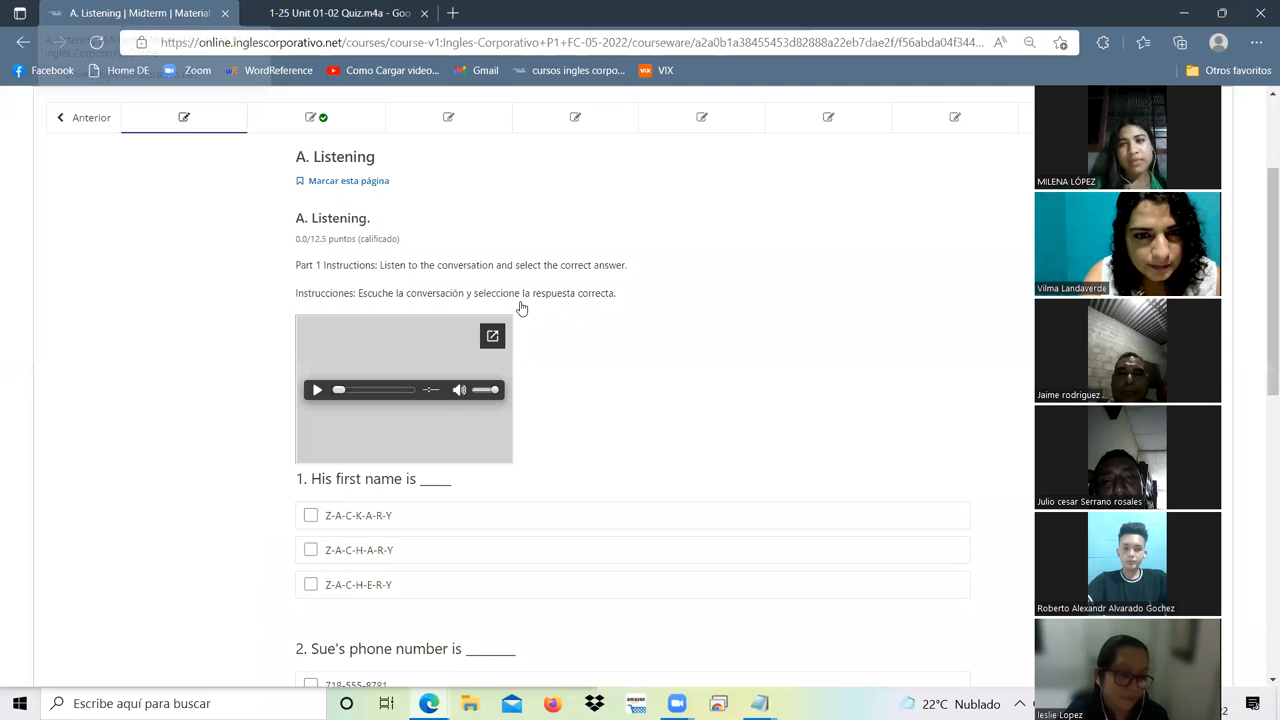 A. Listening | Midterm | Material
1-25 Unit 01-02 Quiz.m4a - Goo
https://online.inglescorporativo.net/courses/course-v1:Ingles-Corporativo+P1+FC-05-2022/courseware/a2a0b1a38455453d82888a22eb7dae2f/f56abda04f344...
Facebook
Home DE
Zoom
WordReference
Como Cargar video...
Gmail
cursos ingles corpo...
VIX
Otros favoritos
Anterior
A. Listening
Marcar esta página
A. Listening.
0.0/12.5 puntos (calificado)
Part 1 Instructions: Listen to the conversation and select the correct answer.
Instrucciones: Escuche la conversación y seleccione la respuesta correcta.
-:--
1. His first name is _____
Z-A-C-K-A-R-Y
Z-A-C-H-A-R-Y
Z-A-C-H-E-R-Y
2. Sue's phone number is ________
718-555-8781
MILENA LÓPEZ
Vilma Landaverde
Jaime rodriguez
Julio cesar Serrano rosales
Roberto Alexandr Alvarado Gochez
leslie Lopez
Escribe aquí para buscar
amazon
22°C Nublado